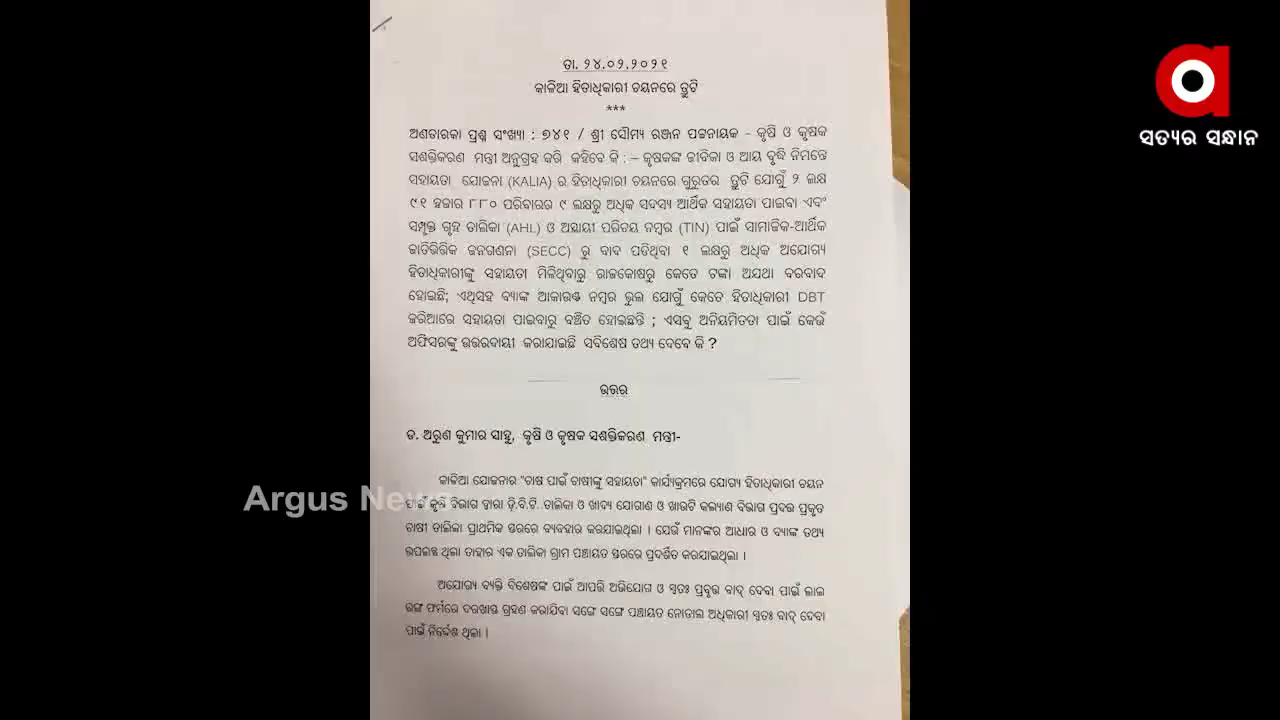 ତା. ୨୪.୦୨.୨୦୨୧
କାଳିଆ ହିତାଧିକାରୀ ଚୟନରେ ତ୍ରୁଟି
***
ଅଣତାରକା ପ୍ରଶ୍ନ ସଂଖ୍ୟା : ୭୪୧ / ଶ୍ରୀ ସୌମ୍ୟ ରଞ୍ଜନ ପଟ୍ଟନାୟକ - କୃଷି ଓ କୃଷକ
ସଶକ୍ତିକରଣ ମନ୍ତ୍ରୀ ଅନୁଗ୍ରହ କରି କହିବେ କି : – କୃଷକଙ୍କ ଜୀବିକା ଓ ଆୟ ବୃଦ୍ଧି ନିମନ୍ତେ
ସହାୟତା ଯୋଜନା (KALIA) ର ହିତାଧିକାରୀ ଚୟନରେ ଗୁରୁତର ତ୍ରୁଟି ଯୋଗୁଁ ୨ ଲକ୍ଷ
୯୧ ହଜାର ୮୮୦ ପରିବାରର ୯ ଲକ୍ଷରୁ ଅଧିକ ସଦସ୍ୟ ଆର୍ଥିକ ସହାୟତା ପାଇବା ଏବଂ
ସମ୍ପୃକ୍ତ ଗୃହ ତାଲିକା (AHL) ଓ ଅସ୍ଥାୟୀ ପରିଚୟ ନମ୍ବର (TIN) ପାଇଁ ସାମାଜିକ-ଆର୍ଥିକ
ଜାତିଭିତ୍ତିକ ଜନଗଣନା (SECC) ରୁ ବାଦ ପଡିଥିବା ୧ ଲକ୍ଷରୁ ଅଧିକ ଅଯୋଗ୍ୟ
ହିତାଧିକାରୀଙ୍କୁ ସହାୟତା ମିଳିଥିବାରୁ ରାଜକୋଷରୁ କେତେ ଟଙ୍କା ଅଯଥା ବରବାଦ
ହୋଇଛି; ଏଥିସହ ବ୍ୟାଙ୍କ ଆକାଉଣ୍ଟ ନମ୍ବର ଭୁଲ ଯୋଗୁଁ କେତେ ହିତାଧିକାରୀ DBT
ଜରିଆରେ ସହାୟତା ପାଇବାରୁ ବଞ୍ଚିତ ହୋଇଛନ୍ତି ; ଏସବୁ ଅନିୟମିତତା ପାଇଁ କେଉଁ
ଅଫିସରଙ୍କୁ ଉତ୍ତରଦାୟୀ କରାଯାଇଛି ସବିଶେଷ ତଥ୍ୟ ଦେବେ କି ?
ଉତ୍ତର
ଡ. ଅରୁଣ କୁମାର ସାହୁ, କୃଷି ଓ କୃଷକ ସଶକ୍ତିକରଣ ମନ୍ତ୍ରୀ-
କାଳିଆ ଯୋଜନାର "ଚାଷ ପାଇଁ ଚାଷୀଙ୍କୁ ସହାୟତା" କାର୍ଯ୍ୟକ୍ରମରେ ଯୋଗ୍ୟ ହିତାଧିକାରୀ ଚୟନ
ପାଇଁ କୃଷି ବିଭାଗ ଦ୍ୱାରା ଡ଼ି.ବି.ଟି. ତାଲିକା ଓ ଖାଦ୍ୟ ଯୋଗାଣ ଓ ଖାଉଟି କଲ୍ୟାଣ ବିଭାଗ ପ୍ରଦତ୍ତ ପ୍ରକୃତ
ଚାଷୀ ତାଲିକା ପ୍ରାଥମିକ ସ୍ତରରେ ବ୍ୟବହାର କରାଯାଇଥିଲା । ଯେଉଁ ମାନଙ୍କର ଆଧାର ଓ ବ୍ୟାଙ୍କ ତଥ୍ୟ
ଉପଲବ୍ଧ ଥିଲା ତାହାର ଏକ ତାଲିକା ଗ୍ରାମ ପଞ୍ଚାୟତ ସ୍ତରରେ ପ୍ରଦର୍ଶିତ କରାଯାଇଥିଲା ।
ଅଯୋଗ୍ୟ ବ୍ୟକ୍ତି ବିଶେଷଙ୍କ ପାଇଁ ଆପତ୍ତି ଅଭିଯୋଗ ଓ ସ୍ୱତଃ ପ୍ରବୃତ୍ତ ବାଦ୍ ଦେବା ପାଇଁ ଲାଲ
ରଙ୍ଗ ଫର୍ମରେ ଦରଖାସ୍ତ ଗ୍ରହଣ କରାଯିବା ସଙ୍ଗେ ସଙ୍ଗେ ପଞ୍ଚାୟତ ନୋଡାଲ ଅଧିକାରୀ ସ୍ୱତଃ ବାଦ୍ ଦେବା
ପାଇଁ ନିର୍ଦ୍ଦେଶ ଥିଲା ।
Argus News
ସତ୍ୟର ସନ୍ଧାନ